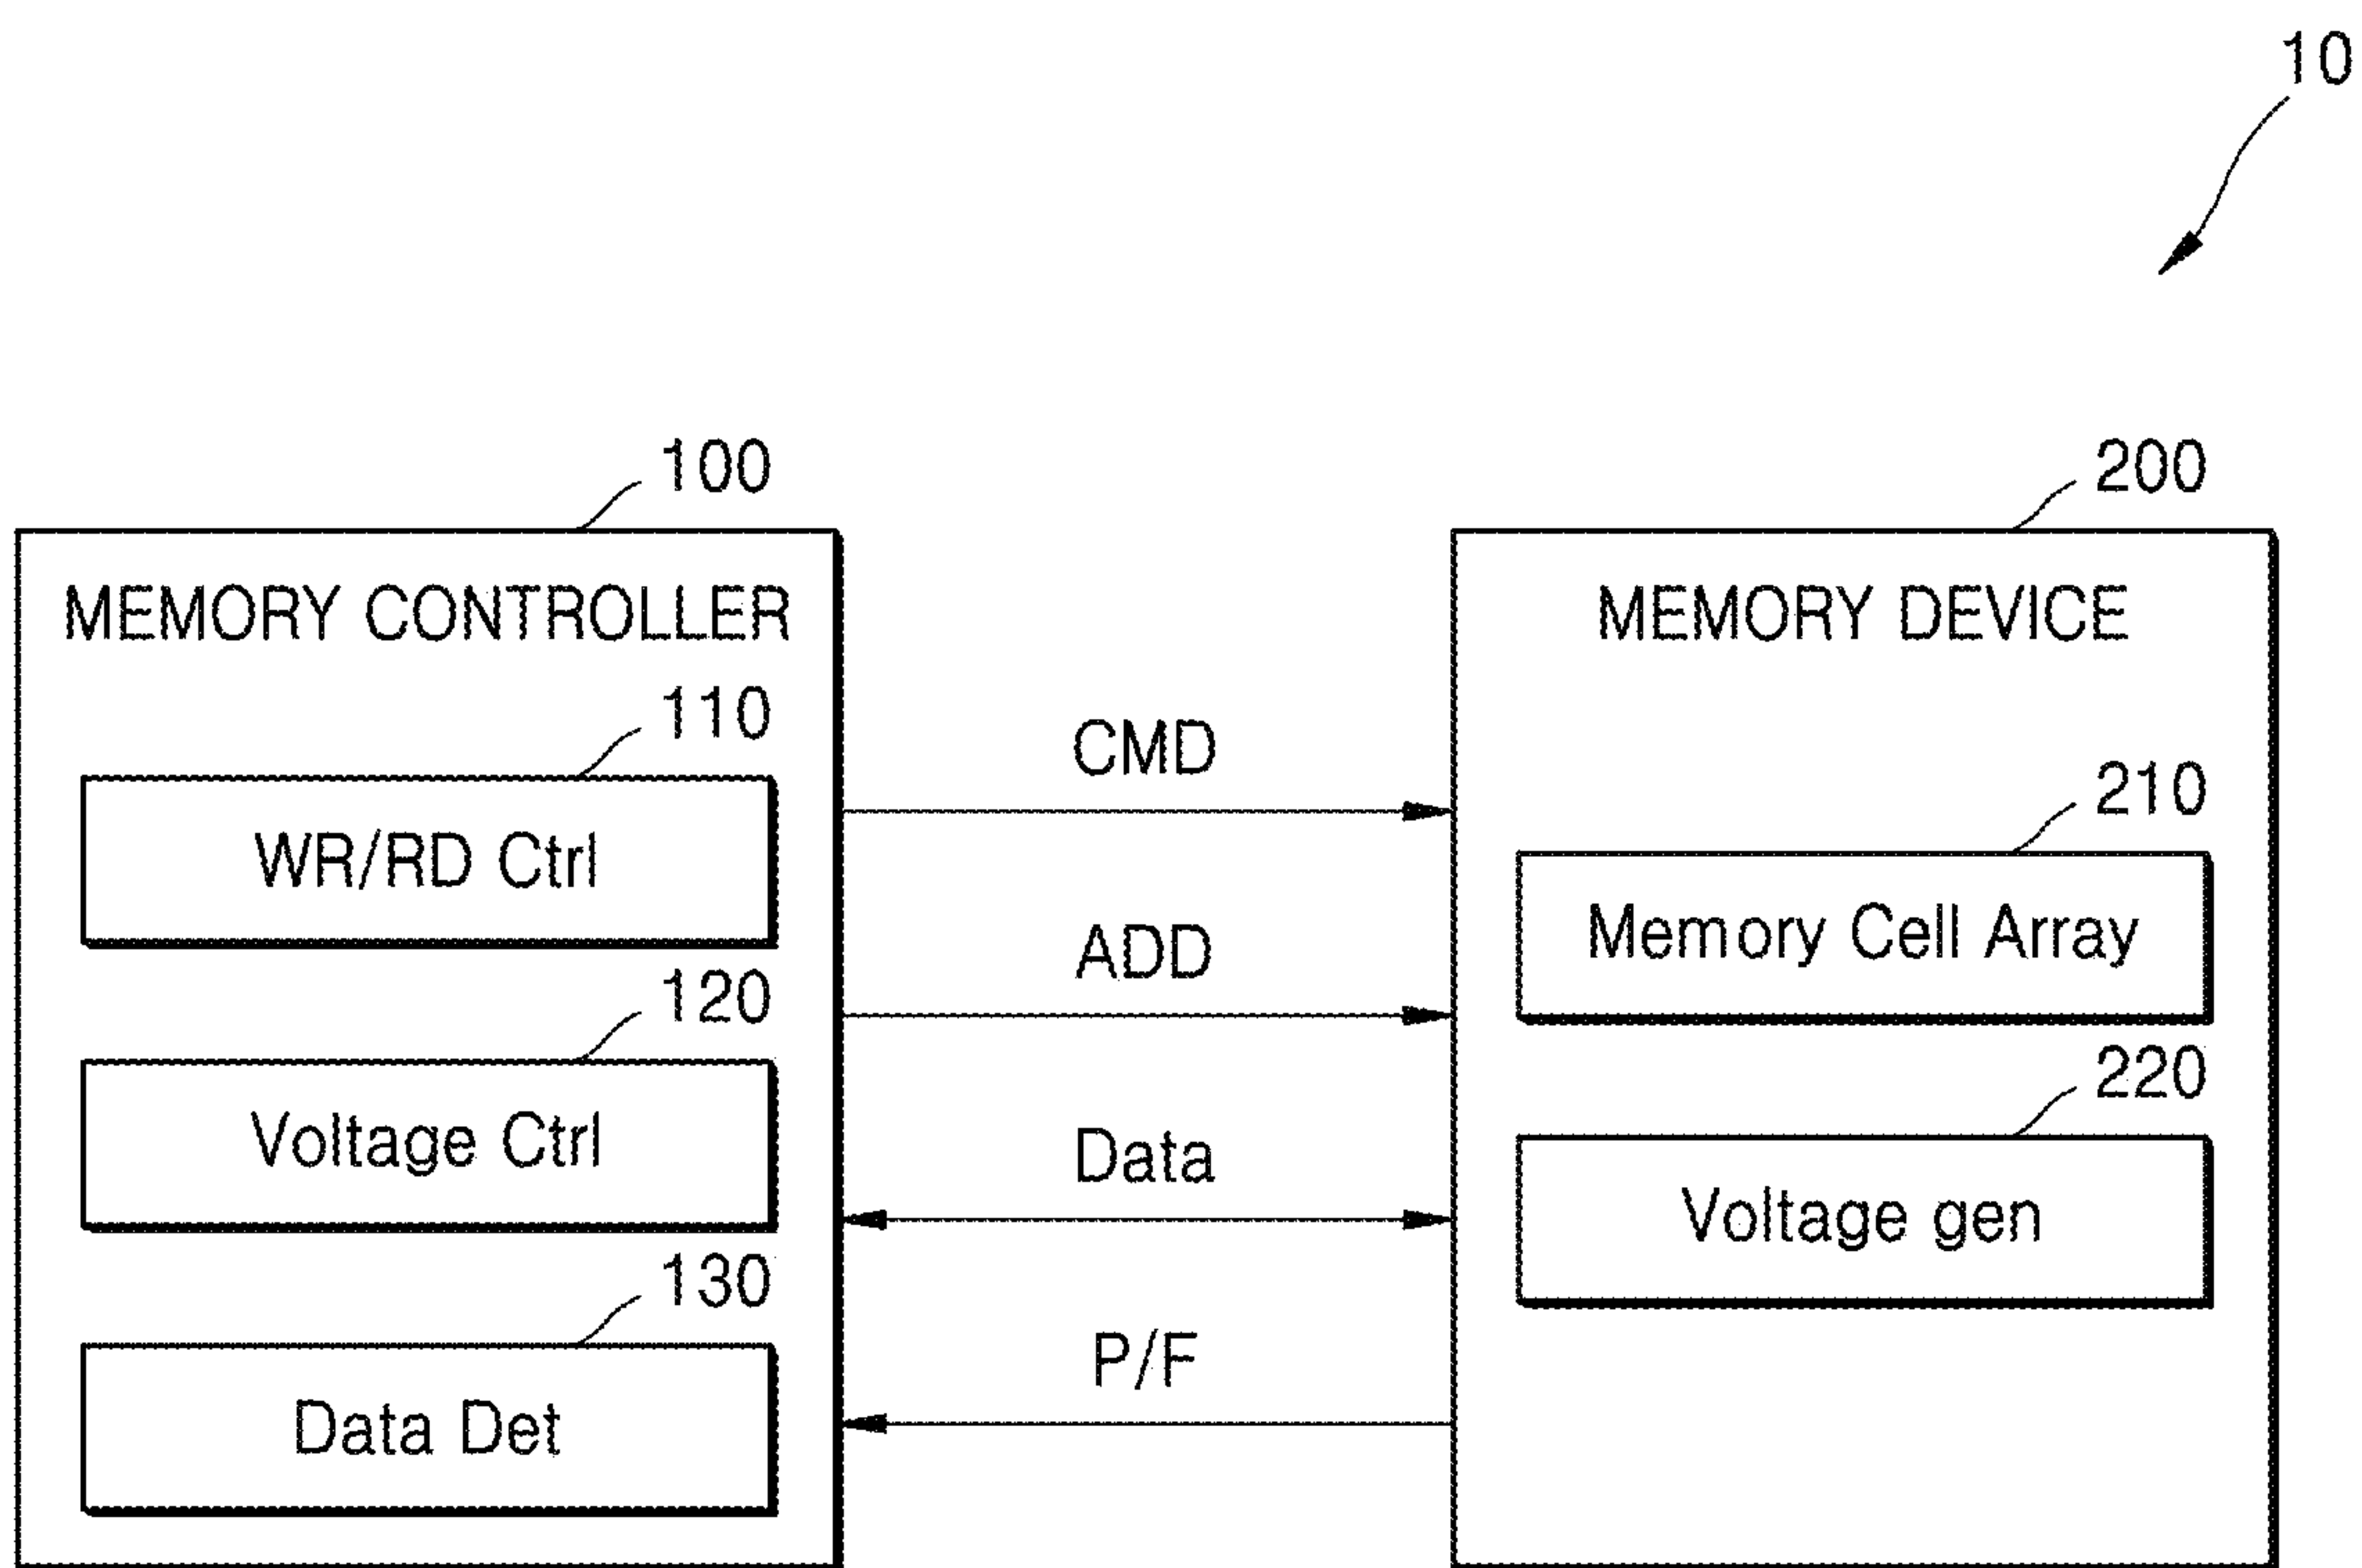 10
100
200
MEMORY CONTROLLER
MEMORY DEVICE
110
WR/RD Ctrl
120
Voltage Ctrl
130
Data Det
CMD
ADD
Data
P/F
210
Memory Cell Array
220
Voltage gen